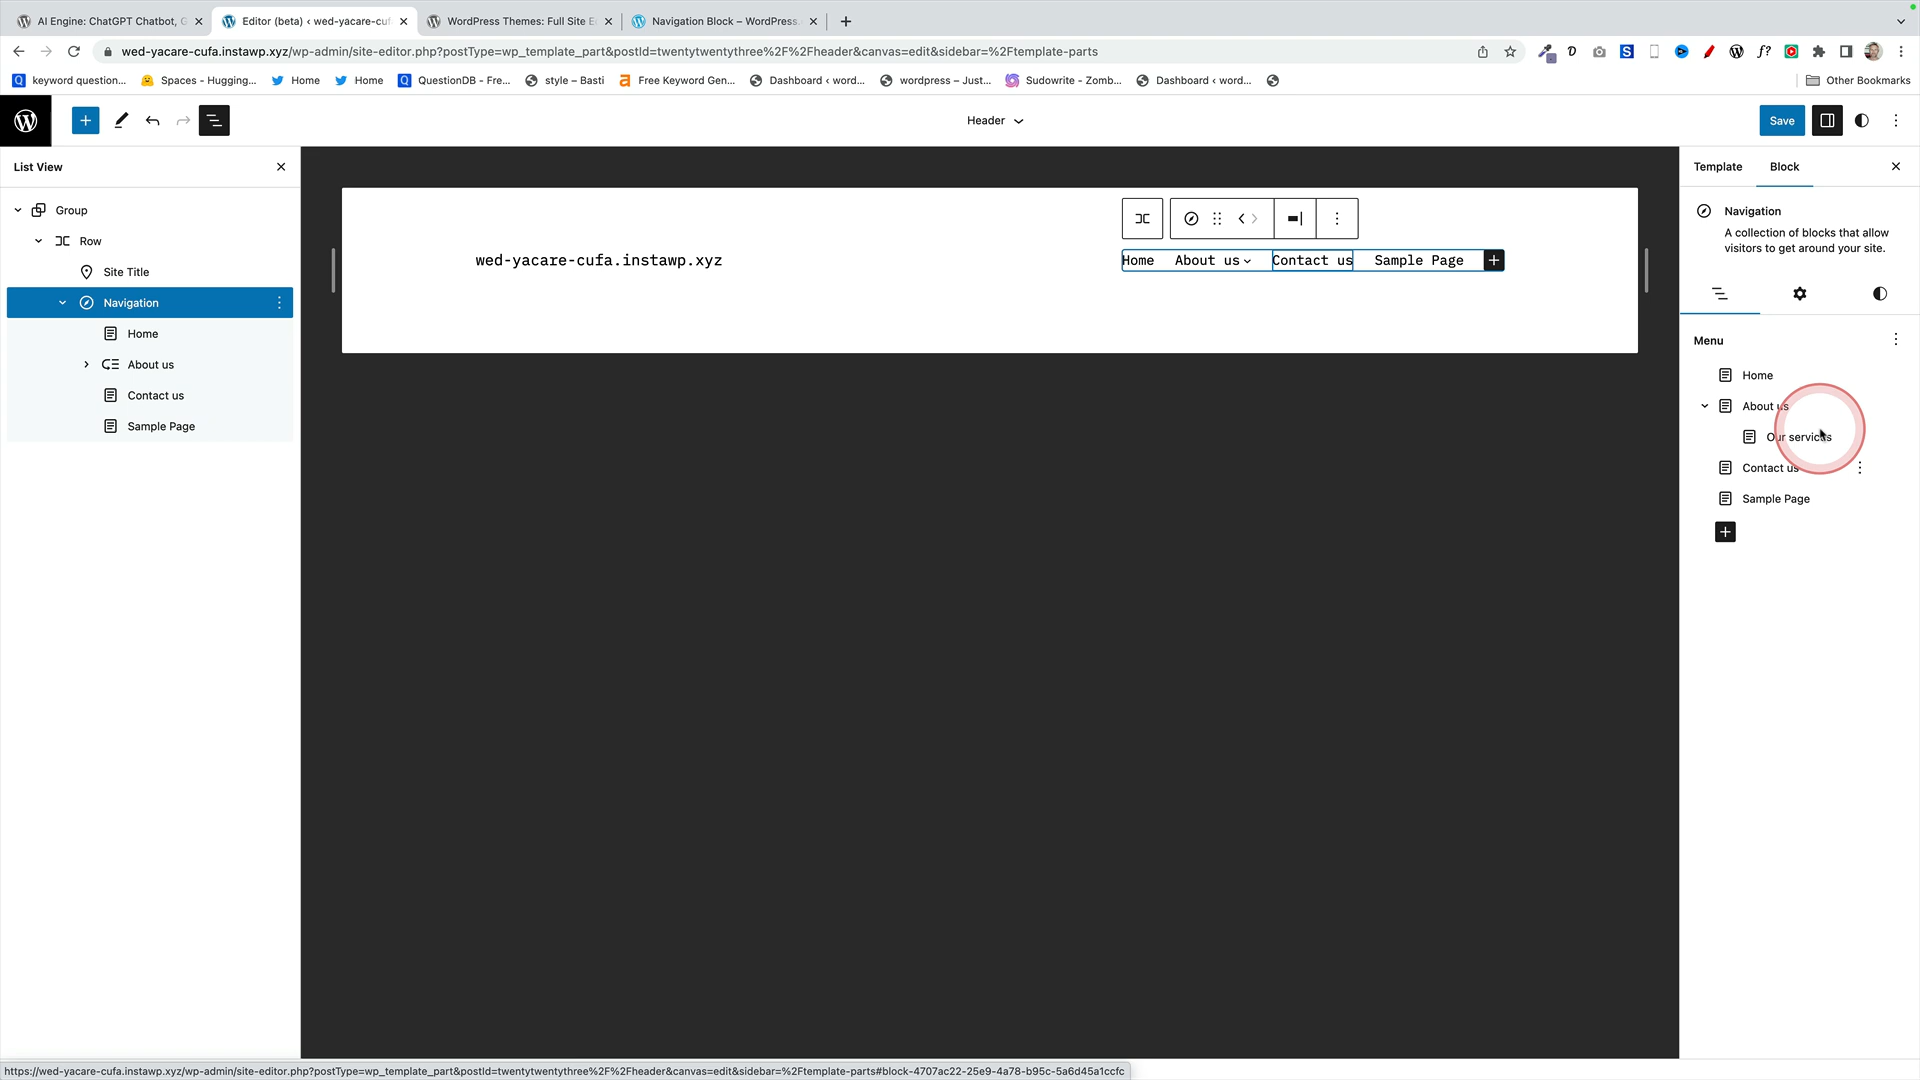 AI Engine: ChatGPT Chatbot, G
Editor (beta) ‹ wed-yacare-cuf
WordPress Themes: Full Site E
Navigation Block – WordPress.
wed-yacare-cufa.instawp.xyz/wp-admin/site-editor.php?postType=wp_template_part&postId=twentytwentythree%2F%2Fheader&canvas=edit&sidebar=%2Ftemplate-parts
keyword question...
Spaces - Hugging...
Home
Home
QuestionDB - Fre...
style – Basti
Free Keyword Gen...
Dashboard ‹ word...
wordpress – Just...
Sudowrite - Zomb...
Dashboard ‹ word...
Other Bookmarks
Header
Save
List View
Template
Block
Group
Row
Site Title
Navigation
Home
About us
Contact us
Sample Page
wed-yacare-cufa.instawp.xyz
Home
About us
Contact us
Sample Page
Navigation
A collection of blocks that allow
visitors to get around your site.
Menu
Home
About us
Our services
Contact us
Sample Page
https://wed-yacare-cufa.instawp.xyz/wp-admin/site-editor.php?postType=wp_template_part&postId=twentytwentythree%2F%2Fheader&canvas=edit&sidebar=%2Ftemplate-parts#block-4707ac22-25e9-4a78-b95c-5a6d45a1ccfc